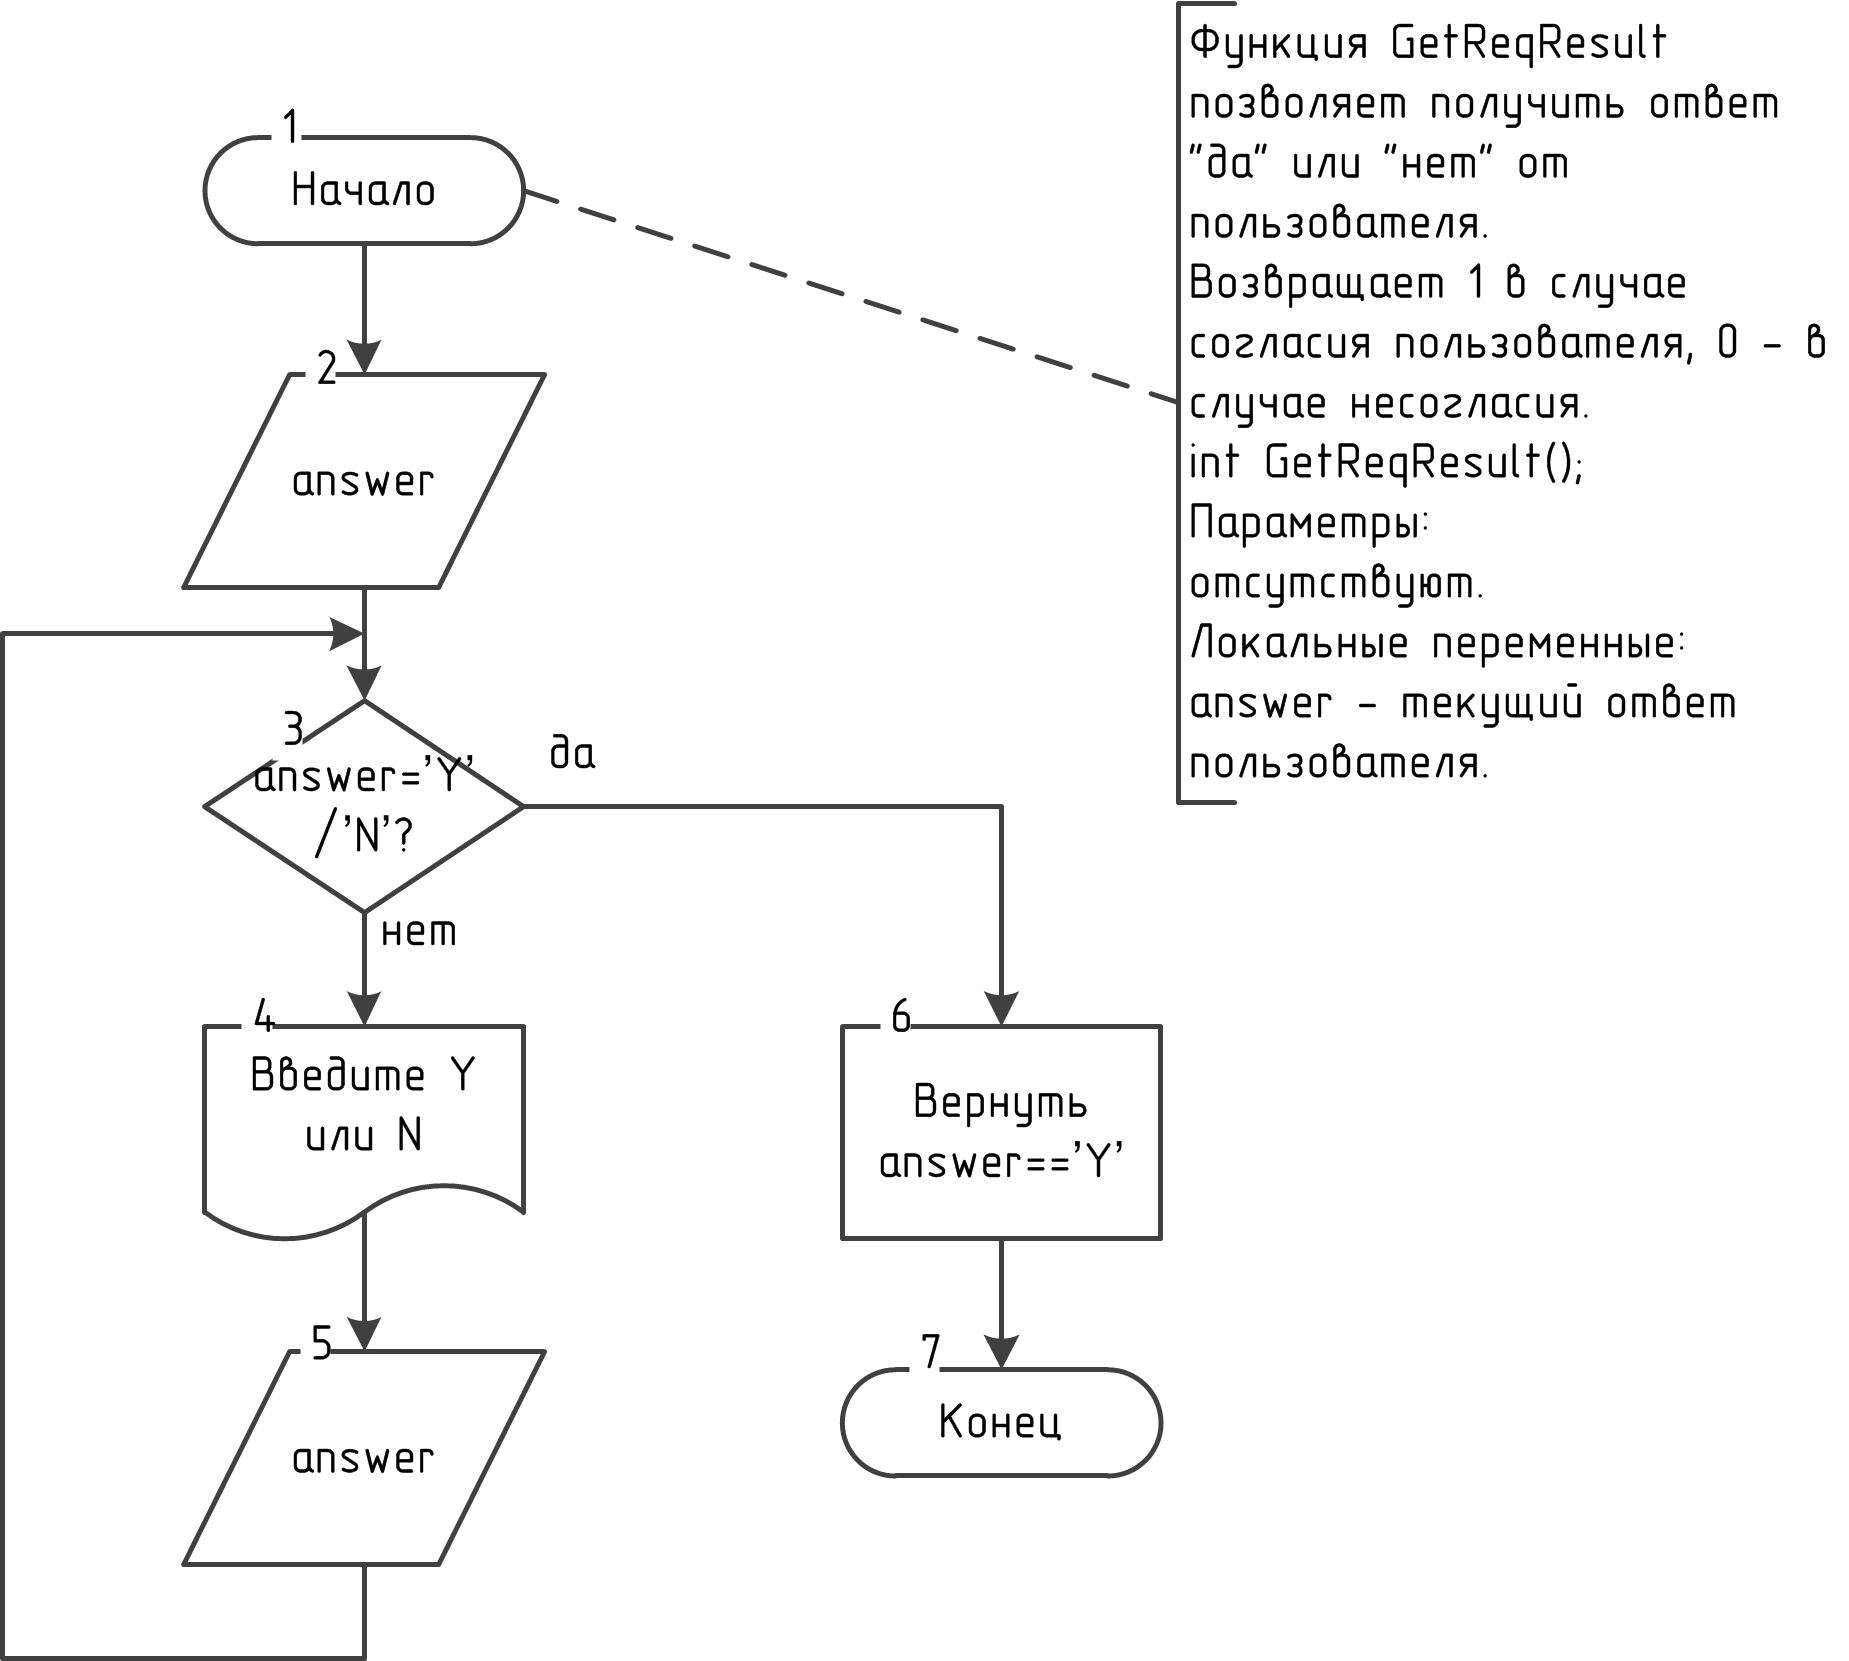 1
Начало
2
answer
3
answer='Y'
/'N'?
да
нет
4
Введите Y
или N
5
answer
6
Вернуть
answer=='Y'
7
Конец
Функция GetReqResult
позволяет получить ответ
"да" или "нет" от
пользователя.
Возвращает 1 в случае
согласия пользователя, 0 - в
случае несогласия.
int GetReqResult();
Параметры:
отсутствуют.
Локальные переменные:
answer - текущий ответ
пользователя.